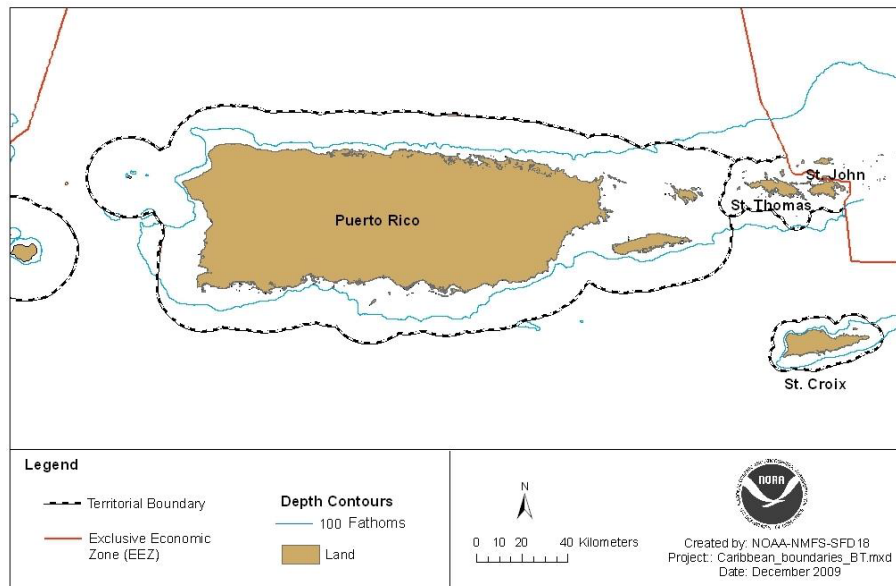 St. John
St. Thomas
Puerto Rico
St. Croix
Legend
Territorial Boundary
Exclusive Economic
Zone (EEZ)
Depth Contours
100 Fathoms
Land
N
0 10 20 40 Kilometers
NOAA
Created by: NOAA-NMFS-SFD18
Project:: Caribbean_boundaries_BT.mxd
Date: December 2009